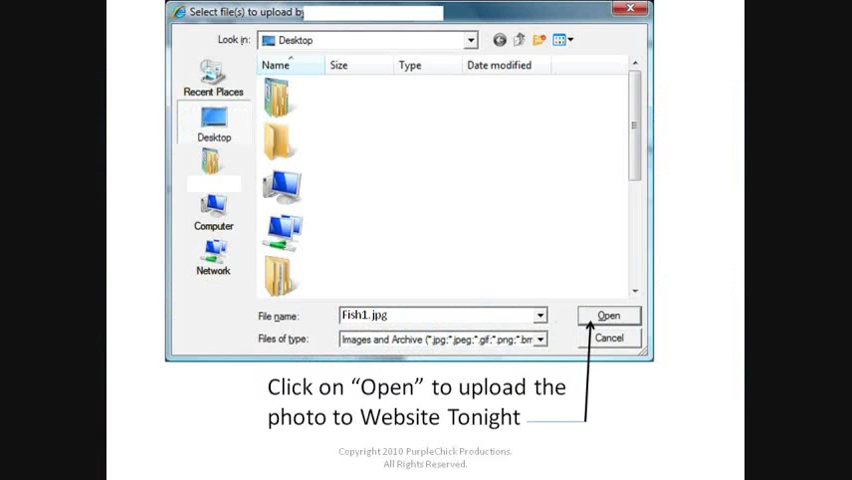 Select file(s) to upload by
Look in: Desktop
Name Size Type Date modified
Recent Places
Desktop
Computer
Network
File name: Fish1.jpg Open
Files of type: Images and Archive (*.jpg;*.jpeg;*.gif;*.png;*.bm Cancel
Click on “Open” to upload the
photo to Website Tonight
Copyright 2010 PurpleChick Productions.
All Rights Reserved.